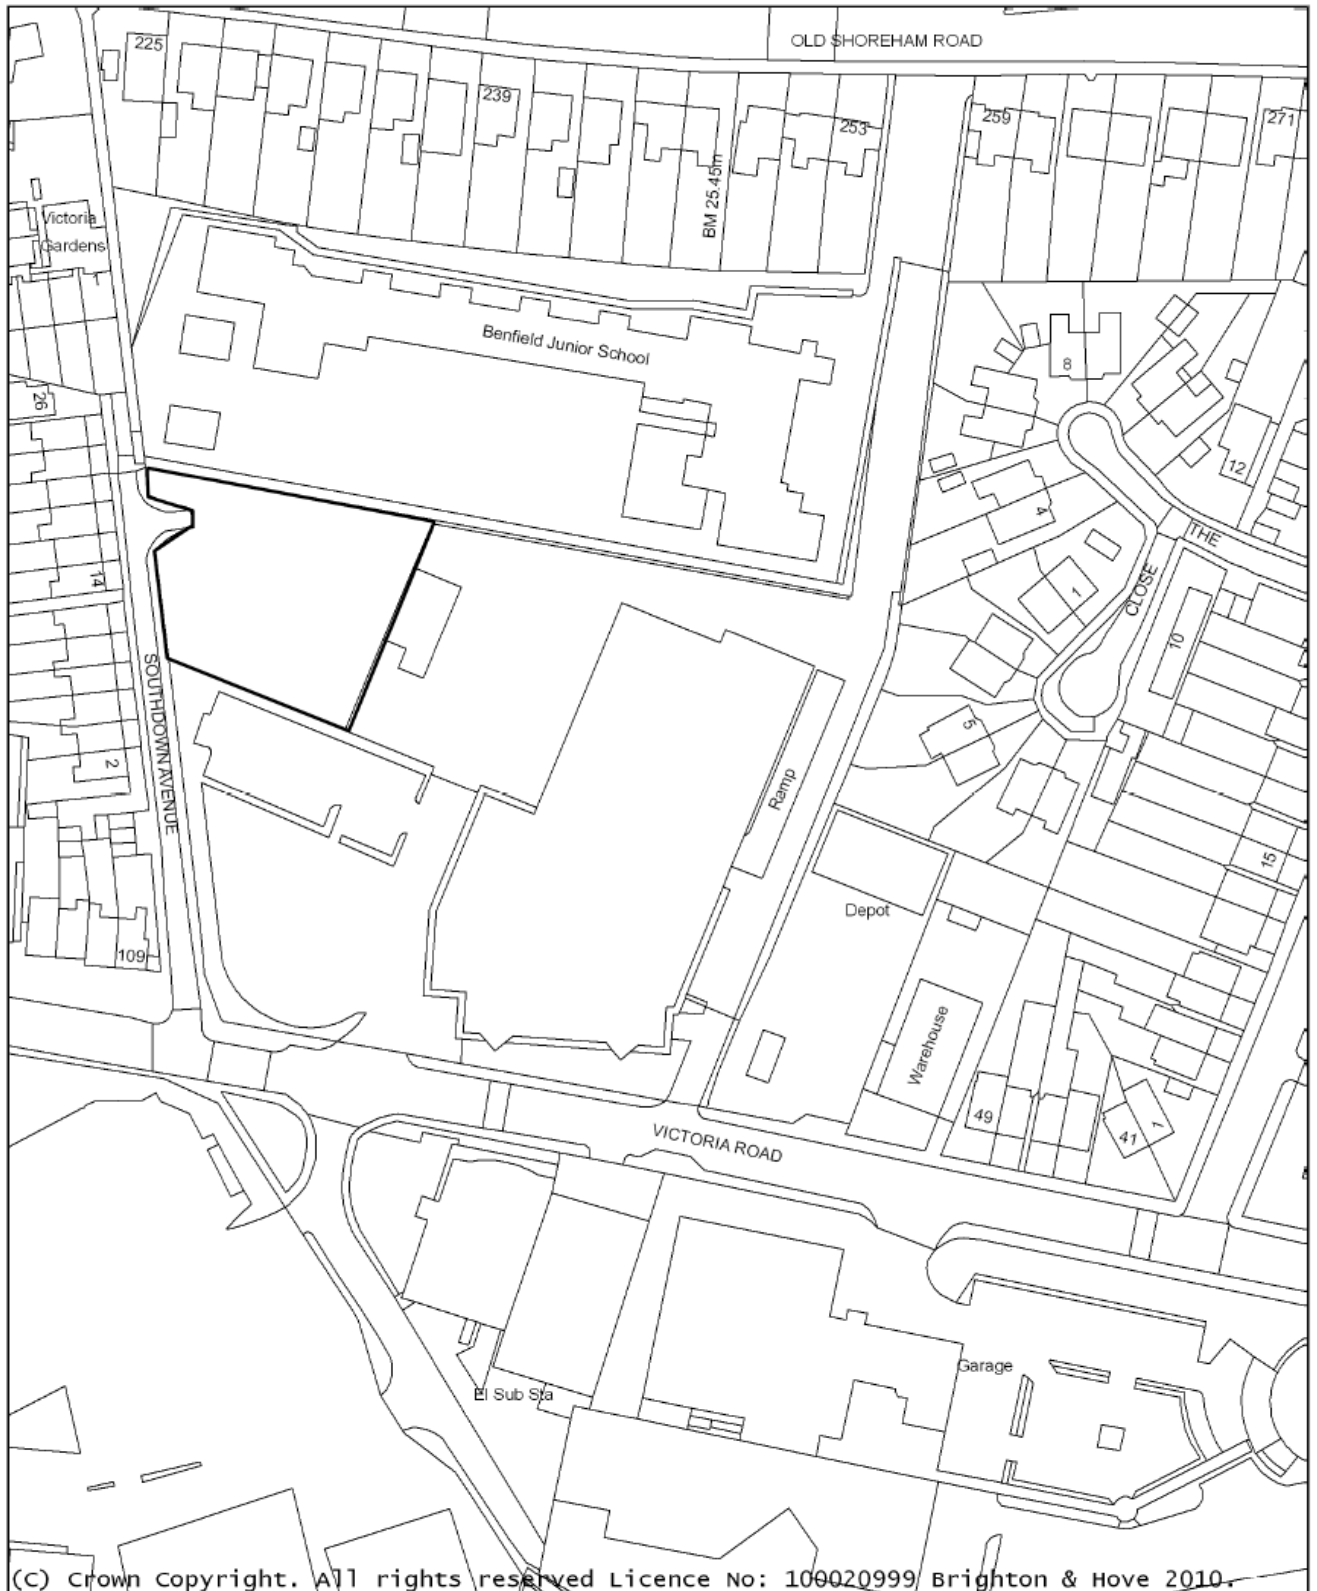 OLD SHOREHAM ROAD
225
239
253
259
271
BM 25.45m
Victoria
Gardens
Benfield Junior School
8
26
12
4
THE
14
1
CLOSE
10
SOUTHDOWN AVENUE
5
2
Ramp
15
Depot
109
Warehouse
49
41
1
VICTORIA ROAD
Garage
El Sub Sta
(C) Crown Copyright. All rights reserved Licence No: 100020999 Brighton & Hove 2010.